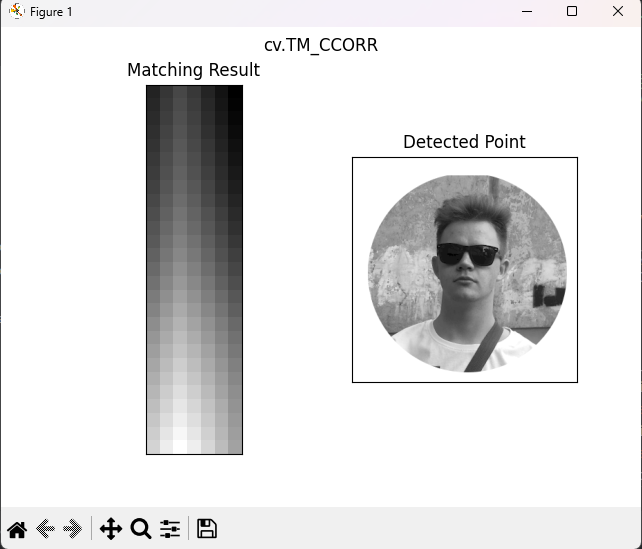 Figure 1
cv.TM_CCORR
Matching Result
Detected Point